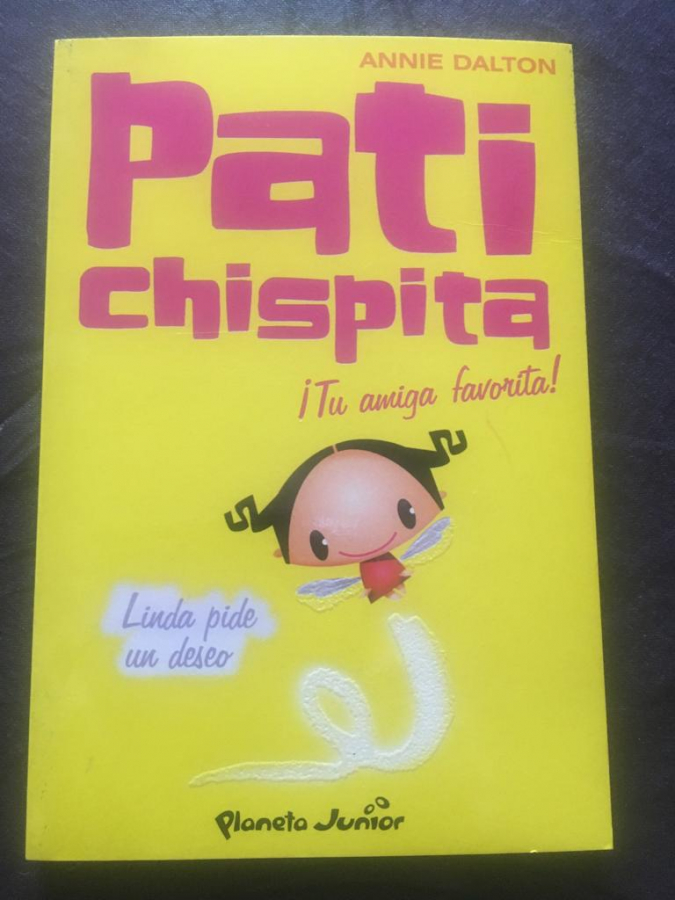 ANNIE DALTON
Pati
chispita
¡Tu amiga favorita!
Linda pide
un deseo
Planeta Junior